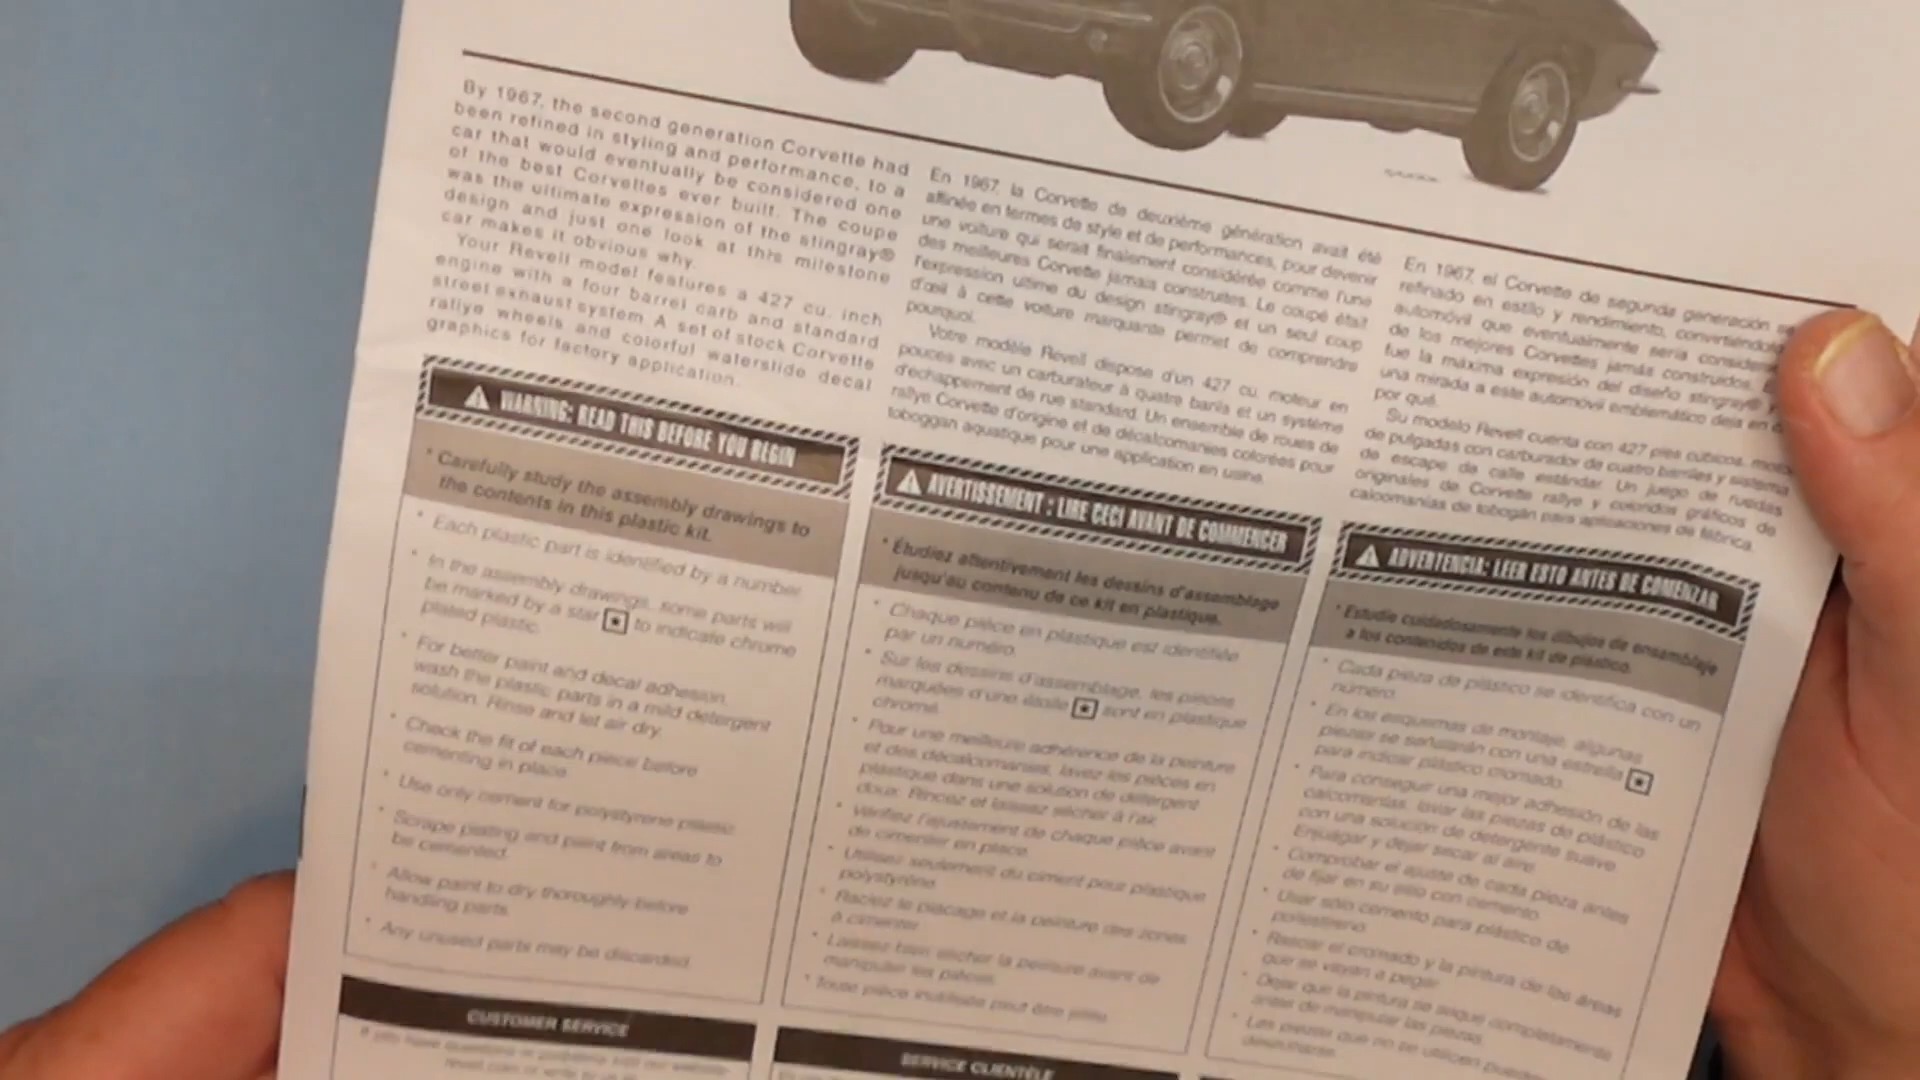 By 1967, the second generation Corvette had
been refined in styling and performance, to a
car that would eventually be considered one
of the best Corvettes ever built. The coupe
was the ultimate expression of the stingray®
design and just one look at this milestone
car makes it obvious why.
Your Revell model features a 427 cu. inch
engine with a four barrel carb and standard
street exhaust system A set of stock Corvette
rallye wheels and colorful waterslide decal
graphics for factory application.
WARNING: READ THIS BEFORE YOU BEGIN
* Carefully study the assembly drawings to
the contents in this plastic kit.
* Each plastic part is identified by a number
* In the assembly drawings, some parts will
be marked by a star ★ to indicate chrome
plated plastic.
* For better paint and decal adhesion,
wash the plastic parts in a mild detergent
solution. Rinse and let air dry.
* Check the fit of each piece before
cementing in place.
* Use only cement for polystyrene plastic
* Scrape plating and paint from areas to
be cemented.
* Allow paint to dry thoroughly before
handling parts.
* Any unused parts may be discarded.
CUSTOMER SERVICE
En 1967, la Corvette de deuxième génération avait été
affinée en termes de style et de performances, pour devenir
une voiture qui serait finalement considérée comme l'une
des meilleures Corvette jamais construites. Le coupé était
l'expression ultime du design stingray® et un seul coup
d'œil à cette voiture marquante permet de comprendre
pourquoi.
Votre modèle Revell dispose d'un 427 cu. moteur en
pouces avec un carburateur à quatre barils et un système
d'échappement de rue standard. Un ensemble de roues de
rallye Corvette d'origine et de décalcomanies colorées pour
toboggan aquatique pour une application en usine.
AVERTISSEMENT : LIRE CECI AVANT DE COMMENCER
* Étudiez attentivement les dessins d'assemblage
jusqu'au contenu de ce kit en plastique.
* Chaque pièce en plastique est identifiée
par un numéro.
* Sur les dessins d'assemblage, les pièces
marquées d'une étoile ★ sont en plastique
chromé.
* Pour une meilleure adhérence de la peinture
et des décalcomanies, lavez les pièces en
plastique dans une solution de détergent
doux. Rincez et laissez sécher à l'air.
* Vérifiez l'ajustement de chaque pièce avant
de cimenter en place.
* Utilisez seulement du ciment pour plastique
polystyrène.
* Raclez le placage et la peinture des zones
à cimenter.
* Laissez bien sécher la peinture avant de
manipuler les pièces.
* Toute pièce inutilisée peut être jetée.
SERVICE CLIENTÈLE
En 1967, el Corvette de segunda generación se
refinado en estilo y rendimiento, convirtiéndo
automóvil que eventualmente sería considera
de los mejores Corvettes jamás construidos.
fue la máxima expresión del diseño stingray® y
una mirada a este automóvil emblemático deja en
por qué.
Su modelo Revell cuenta con 427 pies cúbicos. moto
de pulgadas con carburador de cuatro barriles y sistema
de escape de calle estándar. Un juego de ruedas
originales de Corvette rallye y coloridos gráficos de
calcomanías de tobogán para aplicaciones de fábrica.
ADVERTENCIA: LEER ESTO ANTES DE COMENZAR
* Estudie cuidadosamente los dibujos de ensamblaje
a los contenidos de este kit de plástico.
* Cada pieza de plástico se identifica con un
número.
* En los esquemas de montaje, algunas
piezas se señalarán con una estrella ★
para indicar plástico cromado.
* Para conseguir una mejor adhesión de las
calcomanías, lavar las piezas de plástico
con una solución de detergente suave.
Enjuagar y dejar secar al aire.
* Comprobar el ajuste de cada pieza antes
de fijar en su sitio con cemento.
* Usar sólo cemento para plástico de
poliestireno.
* Rascar el cromado y la pintura de las áreas
que se vayan a pegar.
* Dejar que la pintura se seque completamente
antes de manipular las piezas.
* Las piezas que no se utilicen pueden